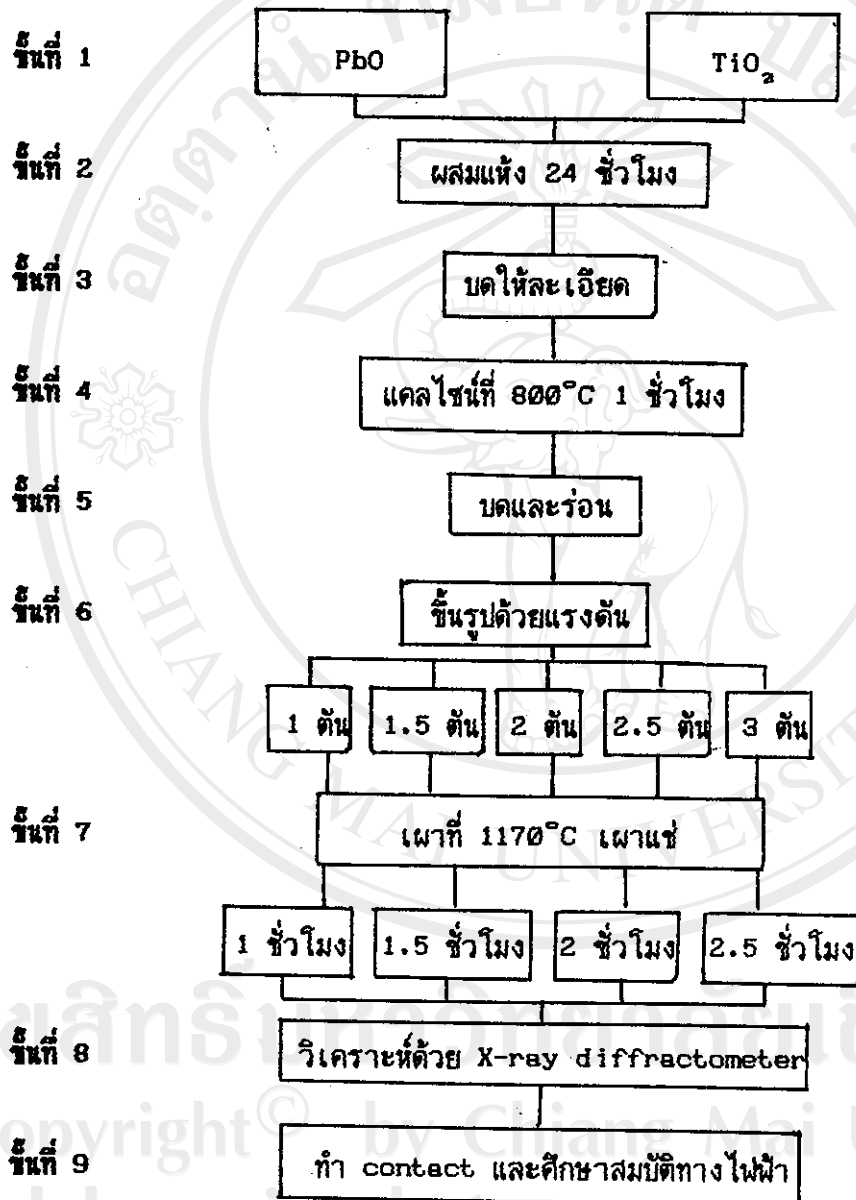 ขั้นที่ 1 PbO TiO₂
ขั้นที่ 2 ผสมแห้ง 24 ชั่วโมง
ขั้นที่ 3 บดให้ละเอียด
ขั้นที่ 4 แคลไซน์ที่ 800°C 1 ชั่วโมง
ขั้นที่ 5 บดและร่อน
ขั้นที่ 6 ขึ้นรูปด้วยแรงดัน
1 ตัน 1.5 ตัน 2 ตัน 2.5 ตัน 3 ตัน
ขั้นที่ 7 เผาที่ 1170°C เผาแช่
1 ชั่วโมง 1.5 ชั่วโมง 2 ชั่วโมง 2.5 ชั่วโมง
ขั้นที่ 8 วิเคราะห์ด้วย X-ray diffractometer
ขั้นที่ 9 ทำ contact และศึกษาสมบัติทางไฟฟ้า
CHIANG MAI UNIVERSIT
opyright© by Chiang Mai U